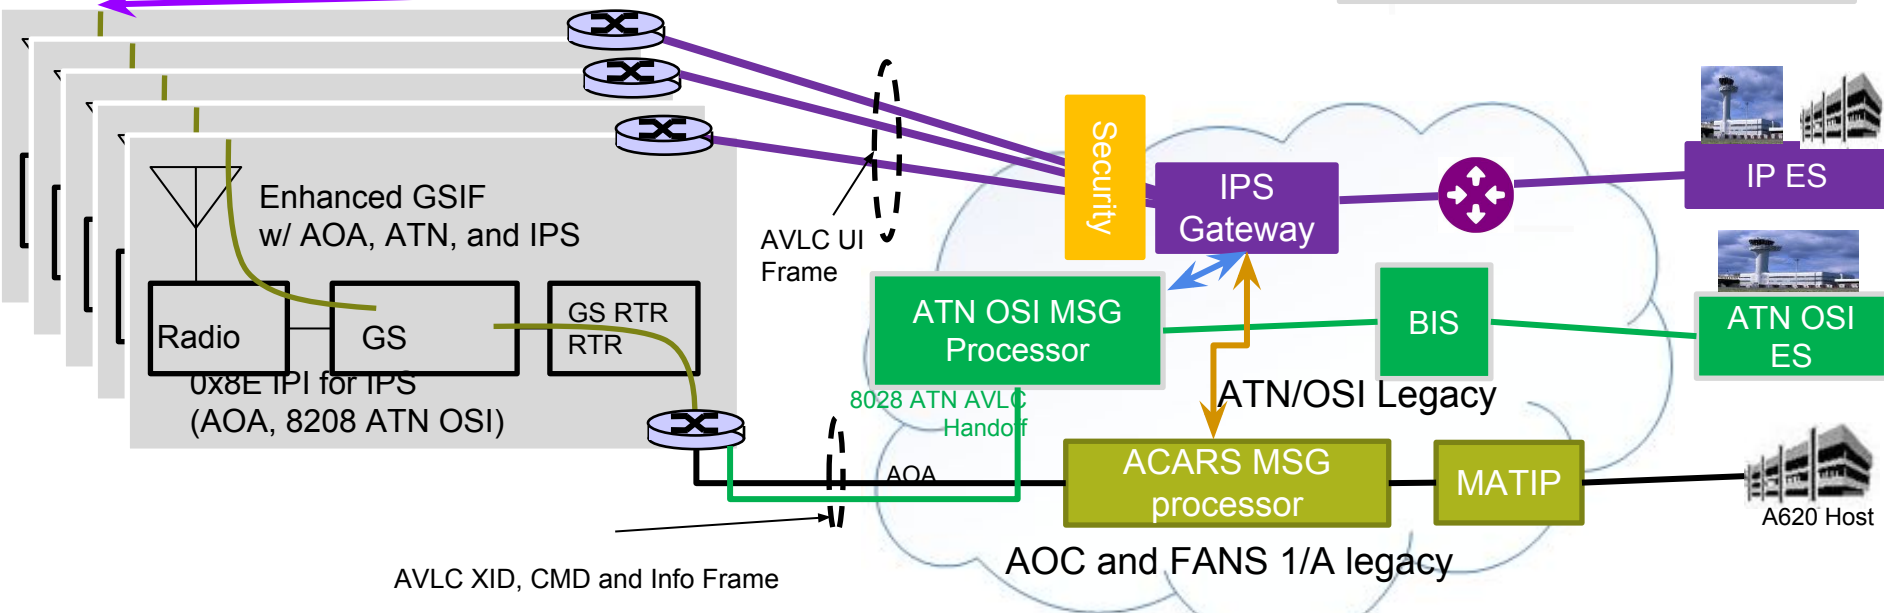 Enhanced GSIF
w/ AOA, ATN, and IPS
Radio
GS
GS RTR
RTR
0x8E IPI for IPS
(AOA, 8208 ATN OSI)
AVLC UI
Frame
Security
IPS
Gateway
IP ES
ATN OSI MSG
Processor
BIS
ATN OSI
ES
8028 ATN AVLC
Handoff
ATN/OSI Legacy
AOA
ACARS MSG
processor
MATIP
A620 Host
AOC and FANS 1/A legacy
AVLC XID, CMD and Info Frame